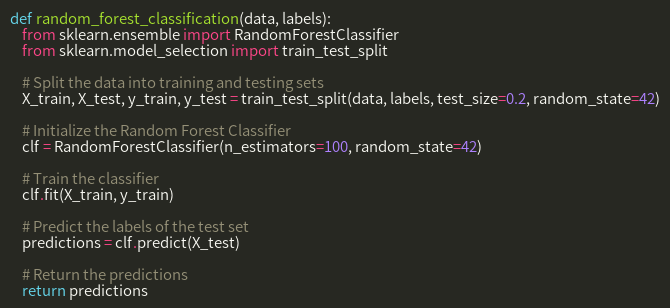 def random_forest_classification(data, labels):
from sklearn.ensemble import RandomForestClassifier
from sklearn.model_selection import train_test_split
# Split the data into training and testing sets
X_train, X_test, y_train, y_test = train_test_split(data, labels, test_size=0.2, random_state=42)
# Initialize the Random Forest Classifier
clf = RandomForestClassifier(n_estimators=100, random_state=42)
# Train the classifier
clf.fit(X_train, y_train)
# Predict the labels of the test set
predictions = clf.predict(X_test)
# Return the predictions
return predictions